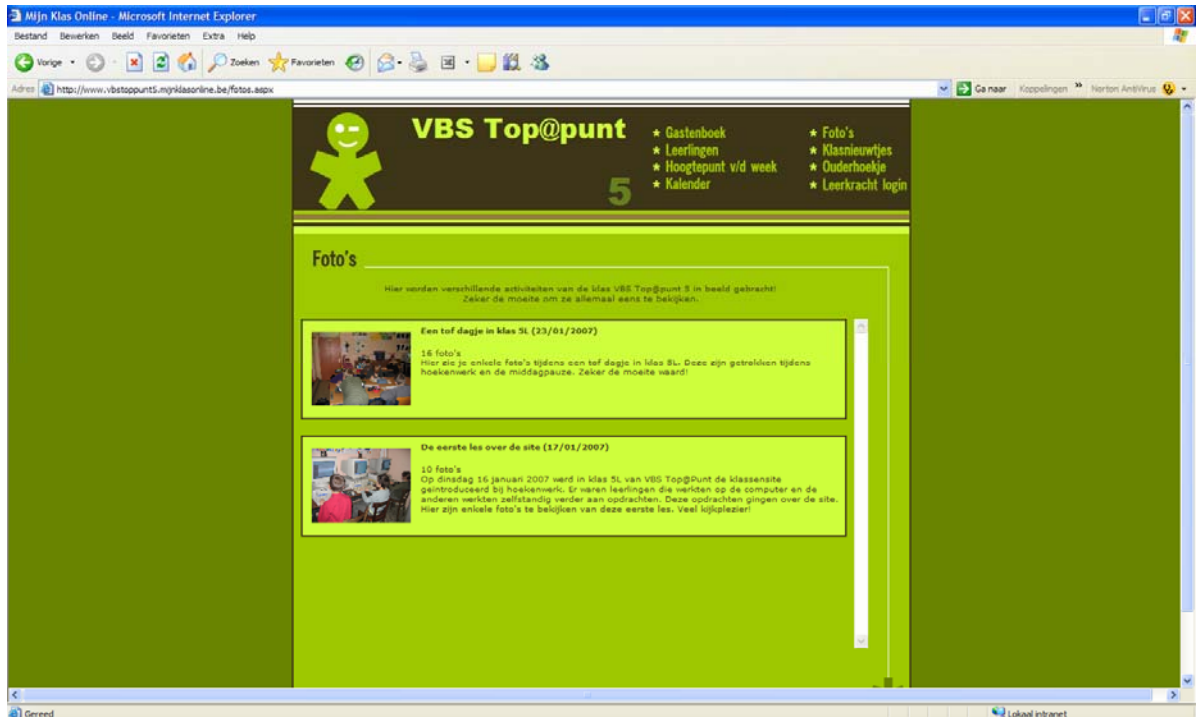 Mijn Klas Online - Microsoft Internet Explorer
Bestand Bewerken Beeld Favorieten Extra Help
Vorige Zoeken Favorieten
Adres http://www.vbstoppunt5.mijnklasonline.be/fotos.aspx Ga naar Koppelingen » Norton AntiVirus
VBS Top@punt
5
★ Gastenboek
★ Leerlingen
★ Hoogtepunt v/d week
★ Kalender
★ Foto's
★ Klasnieuwtjes
★ Ouderhoekje
★ Leerkracht login
Foto's
Hier worden verschillende activiteiten van de klas VBS Top@punt 5 in beeld gebracht!
Zeker de moeite om ze allemaal eens te bekijken.
Een tof dagje in klas 5L (23/01/2007)
16 foto's
Hier zie je enkele foto's tijdens een tof dagje in klas 5L. Deze zijn getrokken tijdens
hoekenwerk en de middagpauze. Zeker de moeite waard!
De eerste les over de site (17/01/2007)
10 foto's
Op dinsdag 16 januari 2007 werd in klas 5L van VBS Top@Punt de klassensite
geïntroduceerd bij hoekenwerk. Er waren leerlingen die werkten op de computer en de
anderen werkten zelfstandig verder aan opdrachten. Deze opdrachten gingen over de site.
Hier zijn enkele foto's te bekijken van deze eerste les. Veel kijkplezier!
Gereed Lokaal intranet